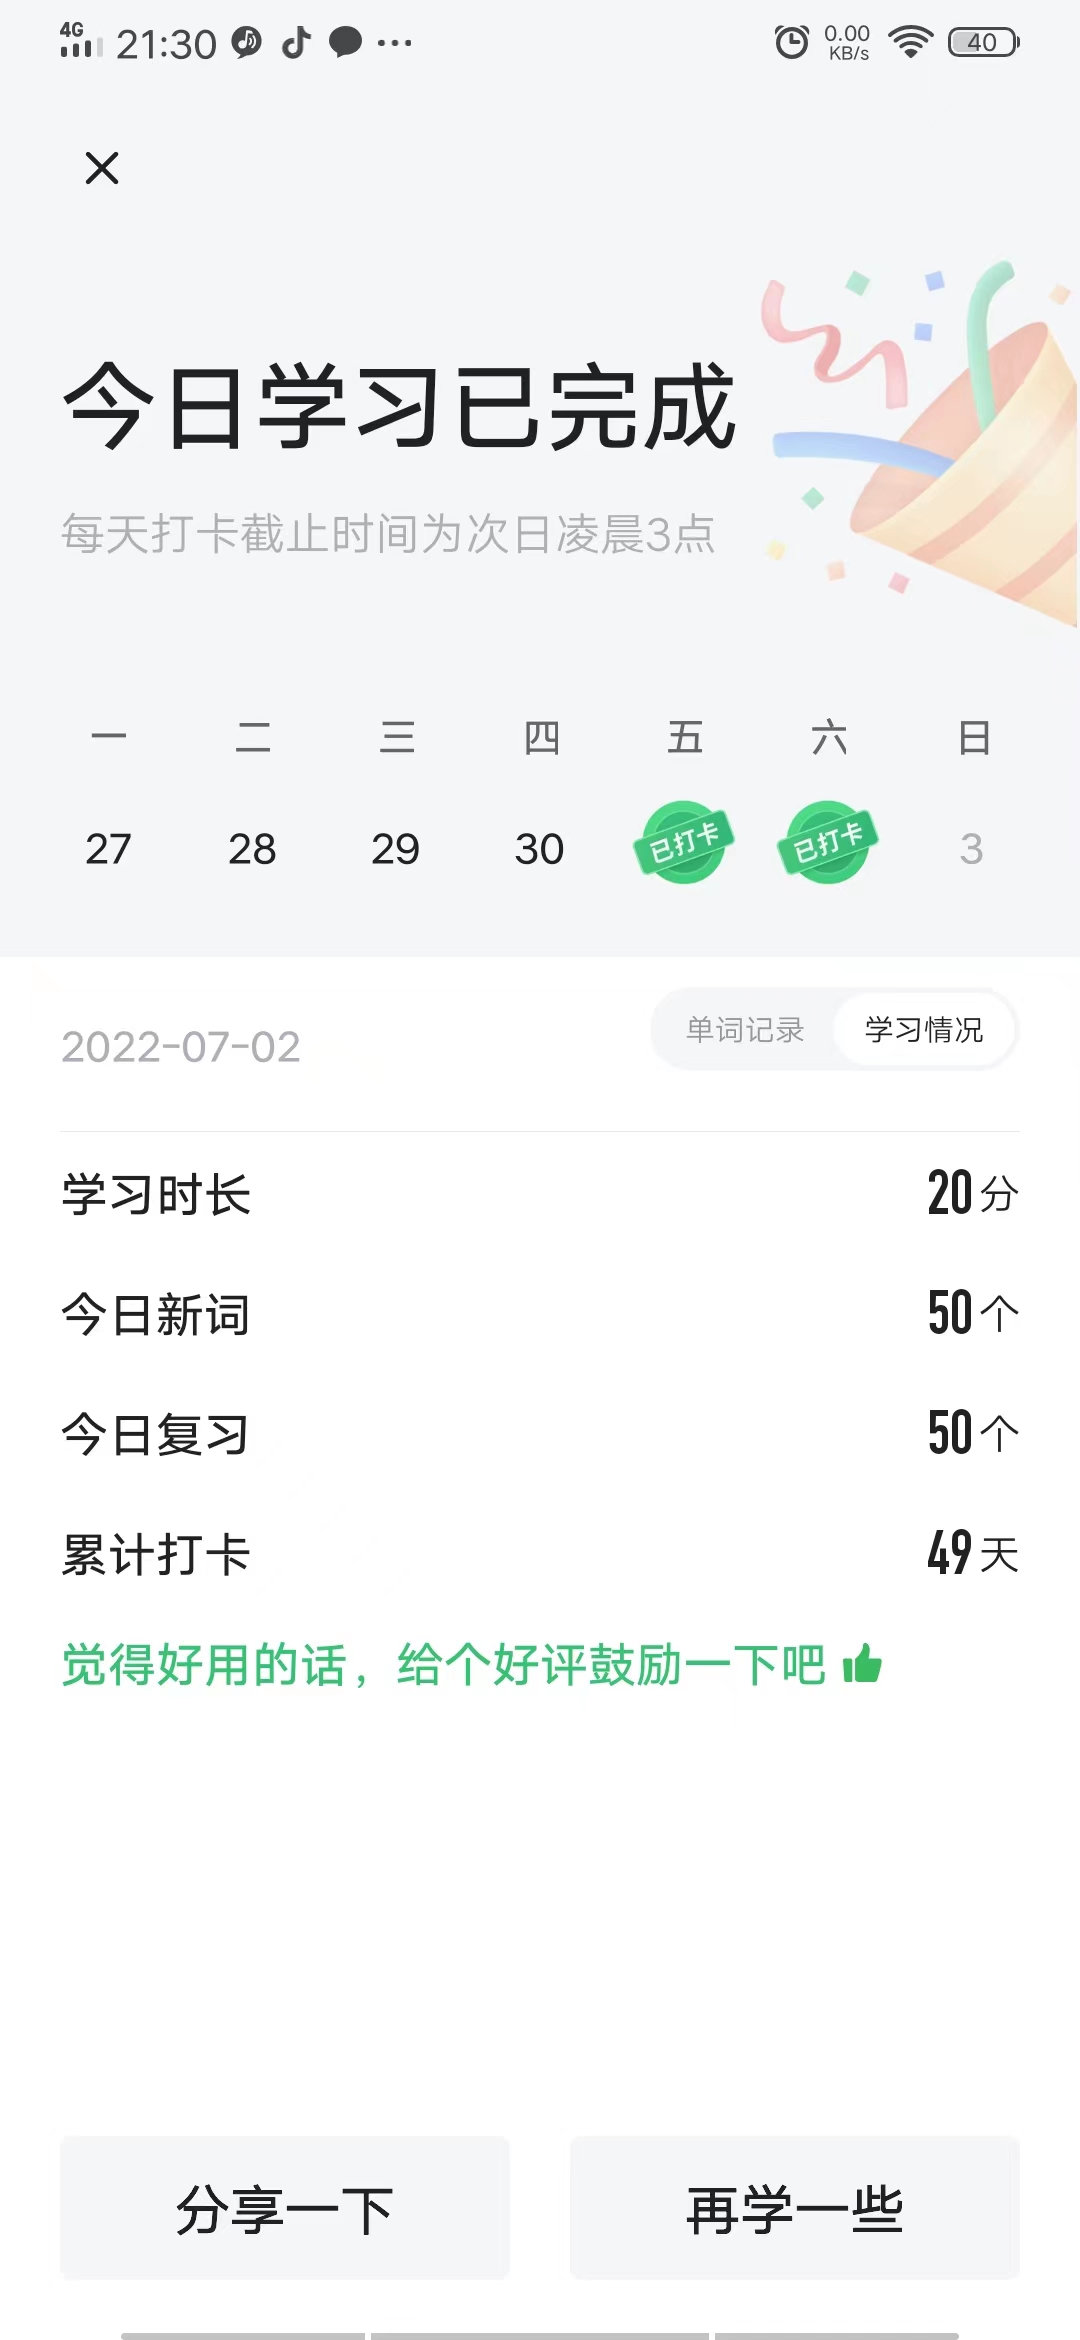 4G 21:30 0.00 KB/s 40
今日学习已完成
每天打卡截止时间为次日凌晨3点
一 二 三 四 五 六 日
27 28 29 30 已打卡 已打卡 3
2022-07-02 单词记录 学习情况
学习时长 20分
今日新词 50个
今日复习 50个
累计打卡 49天
觉得好用的话，给个好评鼓励一下吧
分享一下 再学一些